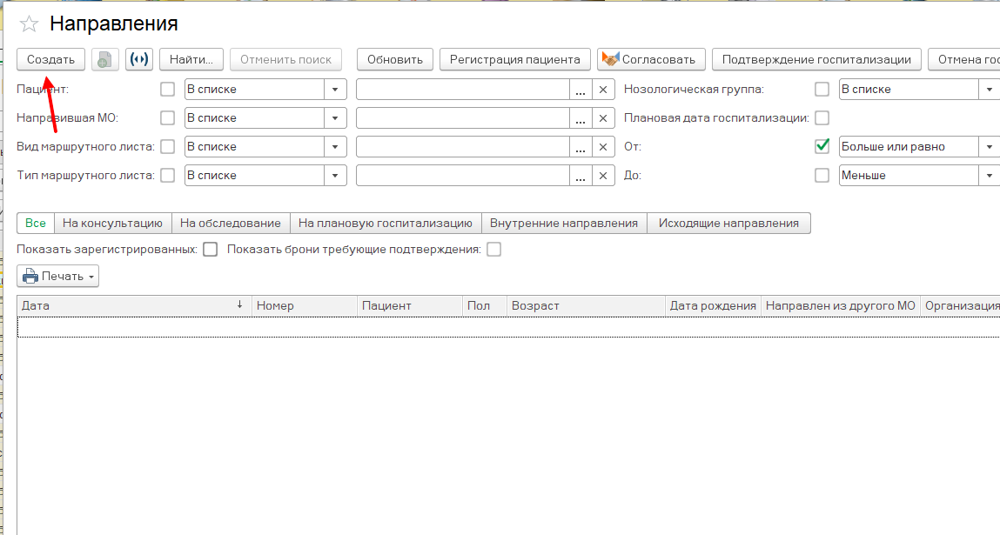 Направления
Создать Найти... Отменить поиск Обновить Регистрация пациента Согласовать Подтверждение госпитализации Отмена гос
Пациент: В списке ... × Нозологическая группа: В списке
Направившая МО: В списке ... × Плановая дата госпитализации:
Вид маршрутного листа: В списке ... × От: Больше или равно
Тип маршрутного листа: В списке ... × До: Меньше
Все На консультацию На обследование На плановую госпитализацию Внутренние направления Исходящие направления
Показать зарегистрированных: Показать брони требующие подтверждения:
Печать
Дата ↓ Номер Пациент Пол Возраст Дата рождения Направлен из другого МО Организация